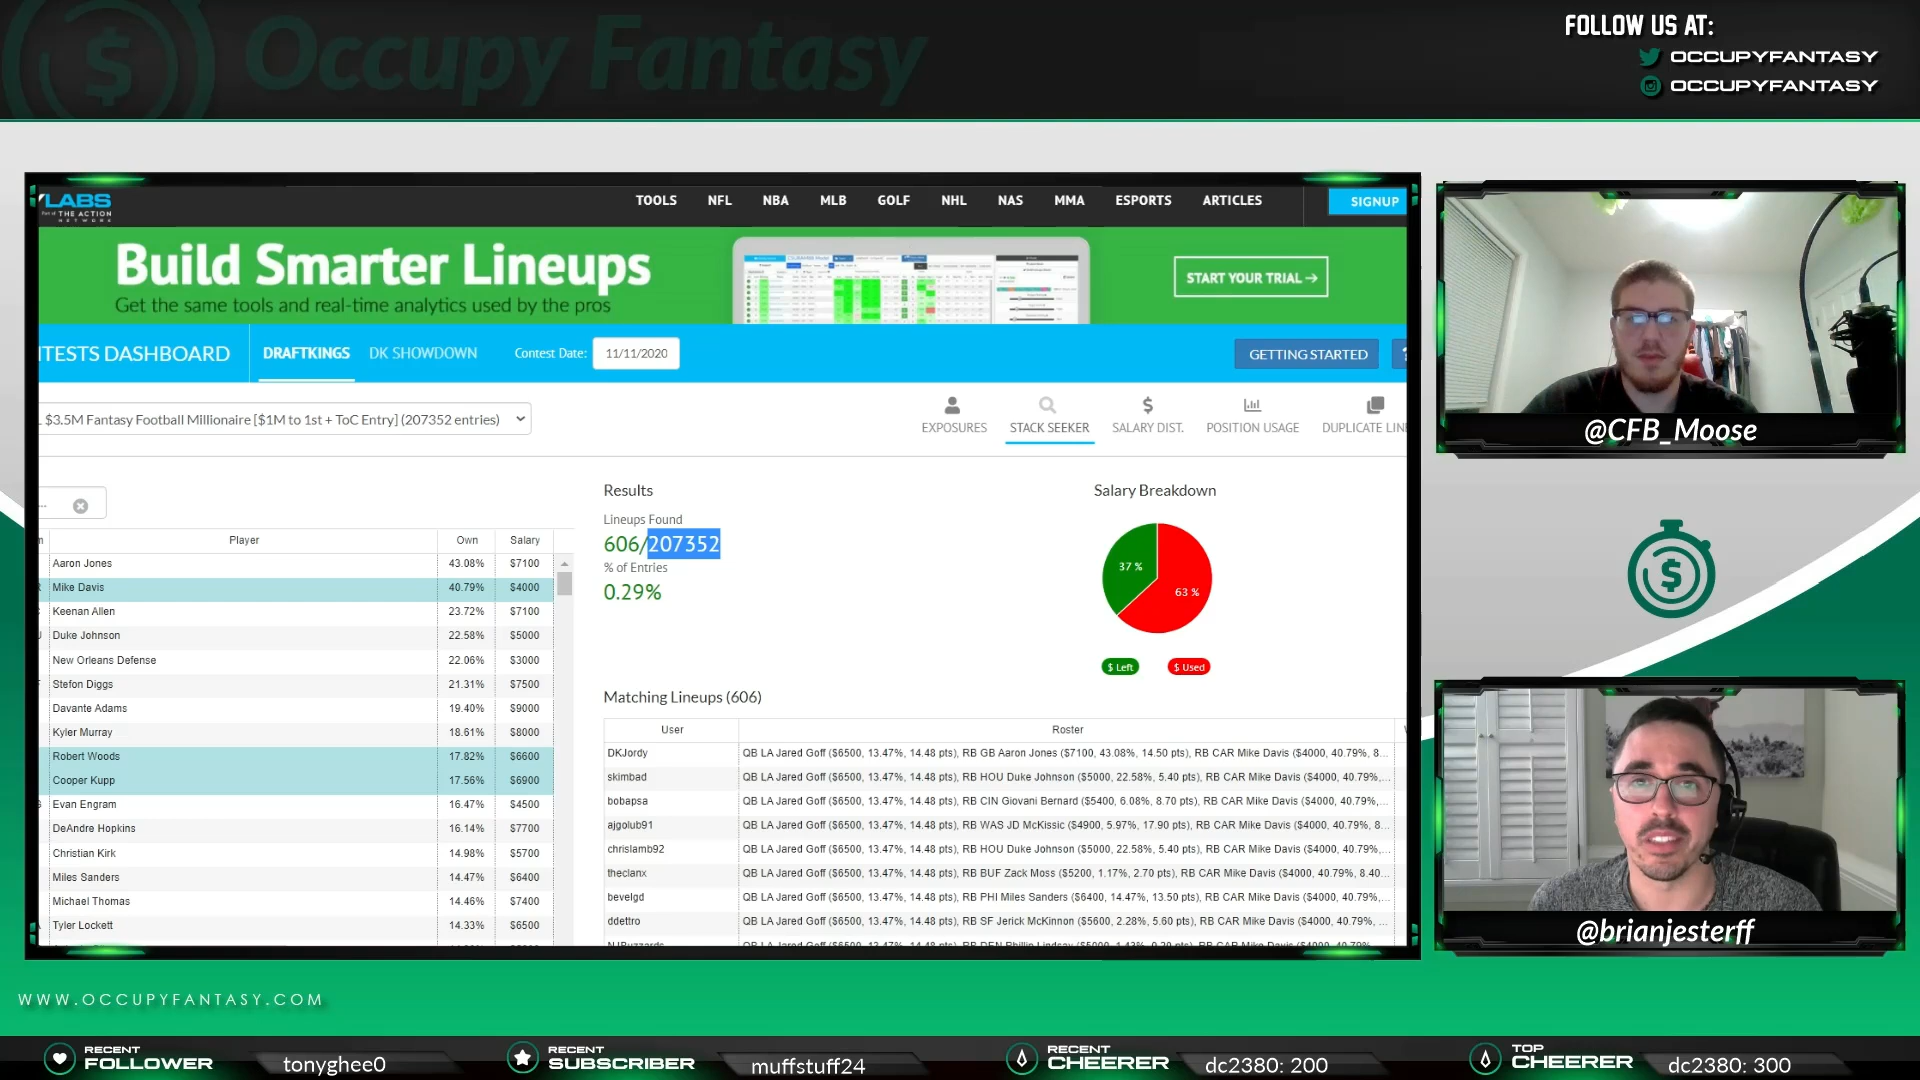 Occupy Fantasy
FOLLOW US AT:
OCCUPYFANTASY
OCCUPYFANTASY
LABS
Part of THE ACTION
NETWORK
TOOLS NFL NBA MLB GOLF NHL NAS MMA ESPORTS ARTICLES SIGNUP
Build Smarter Lineups
Get the same tools and real-time analytics used by the pros
START YOUR TRIAL →
TESTS DASHBOARD DRAFTKINGS DK SHOWDOWN Contest Date: 11/11/2020 GETTING STARTED ?
$3.5M Fantasy Football Millionaire [$1M to 1st + ToC Entry] (207352 entries)
EXPOSURES STACK SEEKER SALARY DIST. POSITION USAGE DUPLICATE LIN
Player Own Salary
Aaron Jones 43.08% $7100
Mike Davis 40.79% $4000
Keenan Allen 23.72% $7100
Duke Johnson 22.58% $5000
New Orleans Defense 22.06% $3000
Stefon Diggs 21.31% $7500
Davante Adams 19.40% $9000
Kyler Murray 18.61% $8000
Robert Woods 17.82% $6600
Cooper Kupp 17.56% $6900
Evan Engram 16.47% $4500
DeAndre Hopkins 16.14% $7700
Christian Kirk 14.98% $5700
Miles Sanders 14.47% $6400
Michael Thomas 14.46% $7400
Tyler Lockett 14.33% $6500
Results
Lineups Found
606/207352
% of Entries
0.29%
Salary Breakdown
37 %
63 %
$ Left $ Used
Matching Lineups (606)
User Roster
DKJordy QB LA Jared Goff ($6500, 13.47%, 14.48 pts), RB GB Aaron Jones ($7100, 43.08%, 14.50 pts), RB CAR Mike Davis ($4000, 40.79%, 8...
skimbad QB LA Jared Goff ($6500, 13.47%, 14.48 pts), RB HOU Duke Johnson ($5000, 22.58%, 5.40 pts), RB CAR Mike Davis ($4000, 40.79%,...
bobapsa QB LA Jared Goff ($6500, 13.47%, 14.48 pts), RB CIN Giovani Bernard ($5400, 6.08%, 8.70 pts), RB CAR Mike Davis ($4000, 40.79%,...
ajgolub91 QB LA Jared Goff ($6500, 13.47%, 14.48 pts), RB WAS JD McKissic ($4900, 5.97%, 17.90 pts), RB CAR Mike Davis ($4000, 40.79%, 8...
chrislamb92 QB LA Jared Goff ($6500, 13.47%, 14.48 pts), RB HOU Duke Johnson ($5000, 22.58%, 5.40 pts), RB CAR Mike Davis ($4000, 40.79%,...
theclanx QB LA Jared Goff ($6500, 13.47%, 14.48 pts), RB BUF Zack Moss ($5200, 1.17%, 2.70 pts), RB CAR Mike Davis ($4000, 40.79%, 8.40...
bevelgd QB LA Jared Goff ($6500, 13.47%, 14.48 pts), RB PHI Miles Sanders ($6400, 14.47%, 13.50 pts), RB CAR Mike Davis ($4000, 40.79%,...
ddettro QB LA Jared Goff ($6500, 13.47%, 14.48 pts), RB SF Jerick McKinnon ($5600, 2.28%, 5.60 pts), RB CAR Mike Davis ($4000, 40.79%, ...
@CFB_Moose
@brianjesterff
WWW.OCCUPYFANTASY.COM
RECENT FOLLOWER tonyghee0
RECENT SUBSCRIBER muffstuff24
RECENT CHEERER dc2380: 200
TOP CHEERER dc2380: 300